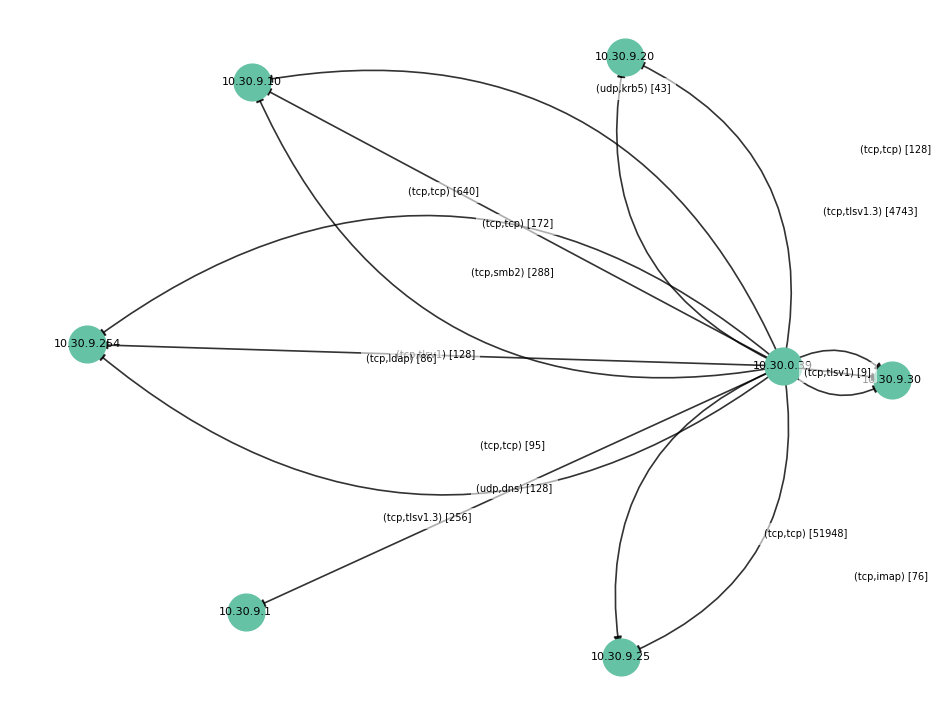 10.30.9.20
10.30.9.10
(udp,krb5) [43]
(tcp,tcp) [128]
(tcp,tcp) [640]
(tcp,tlsv1.3) [4743]
(tcp,tcp) [172]
(tcp,smb2) [288]
10.30.9.254
) [128]
(tcp,ldap) [86]
10.30.0.39
(tcp,tlsv1) [9]
.30.9.30
(tcp,tcp) [95]
(udp,dns) [128]
(tcp,tlsv1.3) [256]
(tcp,tcp) [51948]
(tcp,imap) [76]
10.30.9.1
10.30.9.25